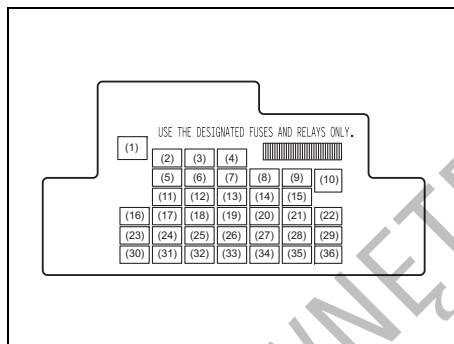 USE THE DESIGNATED FUSES AND RELAYS ONLY.
(1)
(2) (3) (4)
(5) (6) (7) (8) (9) (10)
(11) (12) (13) (14) (15)
(16) (17) (18) (19) (20) (21) (22)
(23) (24) (25) (26) (27) (28) (29)
(30) (31) (32) (33) (34) (35) (36)